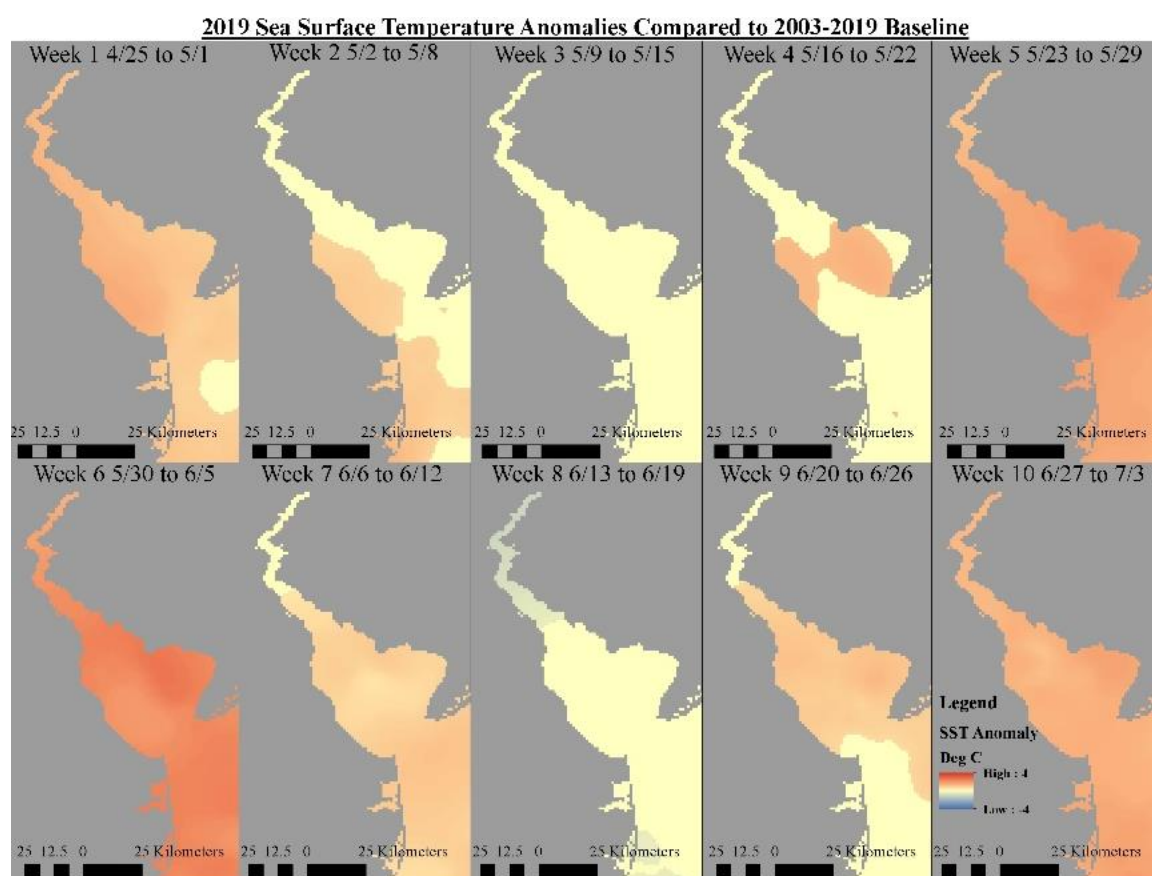 2019 Sea Surface Temperature Anomalies Compared to 2003-2019 Baseline
Week 1 4/25 to 5/1
Week 2 5/2 to 5/8
Week 3 5/9 to 5/15
Week 4 5/16 to 5/22
Week 5 5/23 to 5/29
25 12.5 0 25 Kilometers
25 12.5 0 25 Kilometers
25 12.5 0 25 Kilometers
25 12.5 0 25 Kilometers
25 12.5 0 25 Kilometers
Week 6 5/30 to 6/5
Week 7 6/6 to 6/12
Week 8 6/13 to 6/19
Week 9 6/20 to 6/26
Week 10 6/27 to 7/3
Legend
SST Anomaly
Deg C
High : 4
Low : -4
25 12.5 0 25 Kilometers
25 12.5 0 25 Kilometers
25 12.5 0 25 Kilometers
25 12.5 0 25 Kilometers
25 12.5 0 25 Kilometers